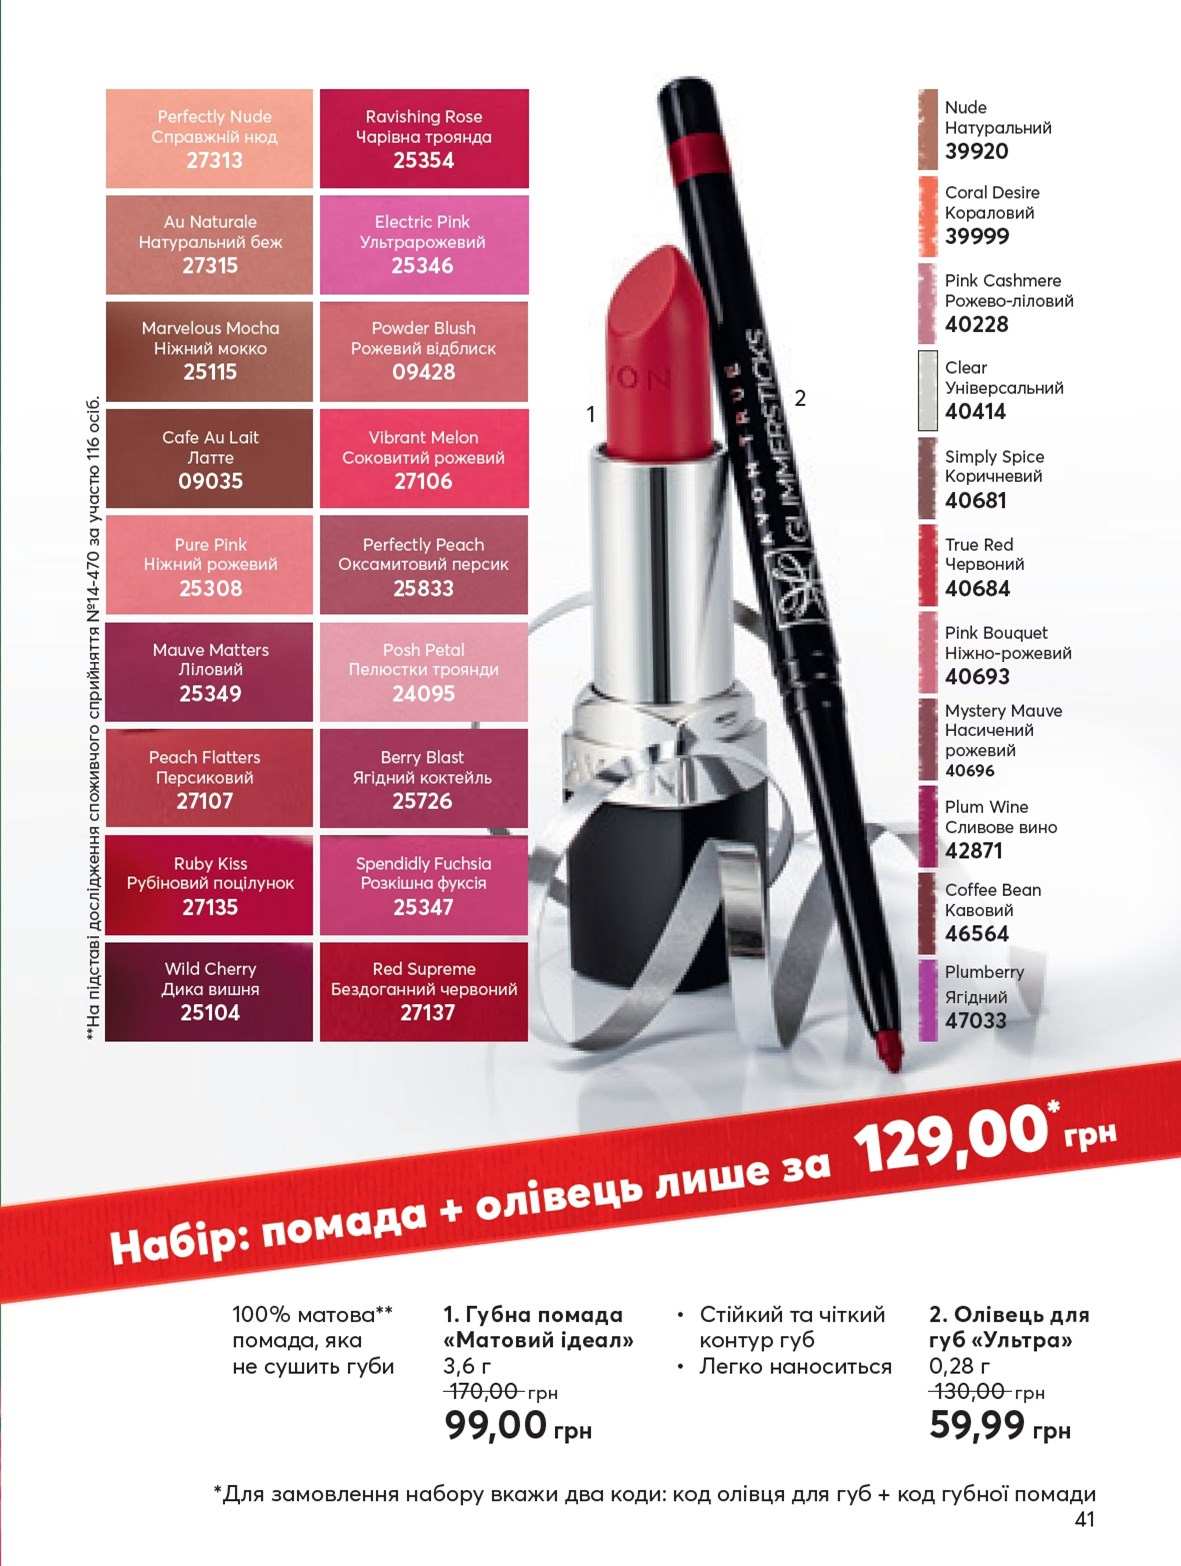 Perfectly Nude
Справжній нюд
27313
Ravishing Rose
Чарівна троянда
25354
Au Naturale
Натуральний беж
27315
Electric Pink
Ультрарожевий
25346
Marvelous Mocha
Ніжний мокко
25115
Powder Blush
Рожевий відблиск
09428
Cafe Au Lait
Латте
09035
Vibrant Melon
Соковитий рожевий
27106
Pure Pink
Ніжний рожевий
25308
Perfectly Peach
Оксамитовий персик
25833
Mauve Matters
Ліловий
25349
Posh Petal
Пелюстки троянди
24095
Peach Flatters
Персиковий
27107
Berry Blast
Ягідний коктейль
25726
Ruby Kiss
Рубіновий поцілунок
27135
Spendidly Fuchsia
Розкішна фуксія
25347
Wild Cherry
Дика вишня
25104
Red Supreme
Бездоганний червоний
27137
**На підставі дослідження споживчого сприйняття №14-470 за участю 116 осіб.
1
2
AVON TRUE
GLIMMERSTICKS
Nude
Натуральний
39920
Coral Desire
Кораловий
39999
Pink Cashmere
Рожево-ліловий
40228
Clear
Універсальний
40414
Simply Spice
Коричневий
40681
True Red
Червоний
40684
Pink Bouquet
Ніжно-рожевий
40693
Mystery Mauve
Насичений
рожевий
40696
Plum Wine
Сливове вино
42871
Coffee Bean
Кавовий
46564
Plumberry
Ягідний
47033
Набір: помада + олівець лише за 129,00* грн
100% матова**
помада, яка
не сушить губи
1. Губна помада
«Матовий ідеал»
3,6 г
170,00 грн
99,00 грн
• Стійкий та чіткий
контур губ
• Легко наноситься
2. Олівець для
губ «Ультра»
0,28 г
130,00 грн
59,99 грн
*Для замовлення набору вкажи два коди: код олівця для губ + код губної помади
41